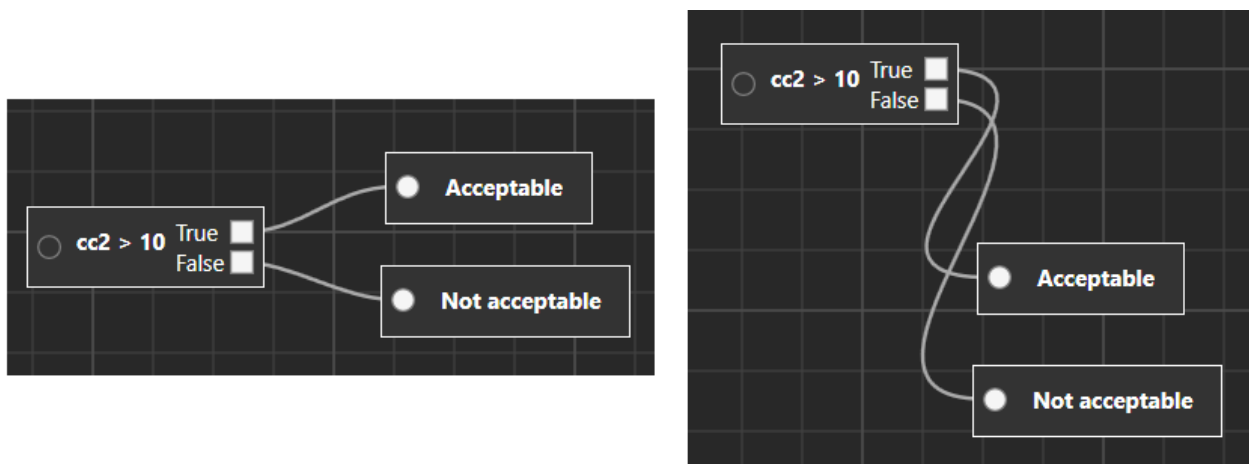 cc2 > 10 True
False
Acceptable
Not acceptable
cc2 > 10 True
False
Acceptable
Not acceptable